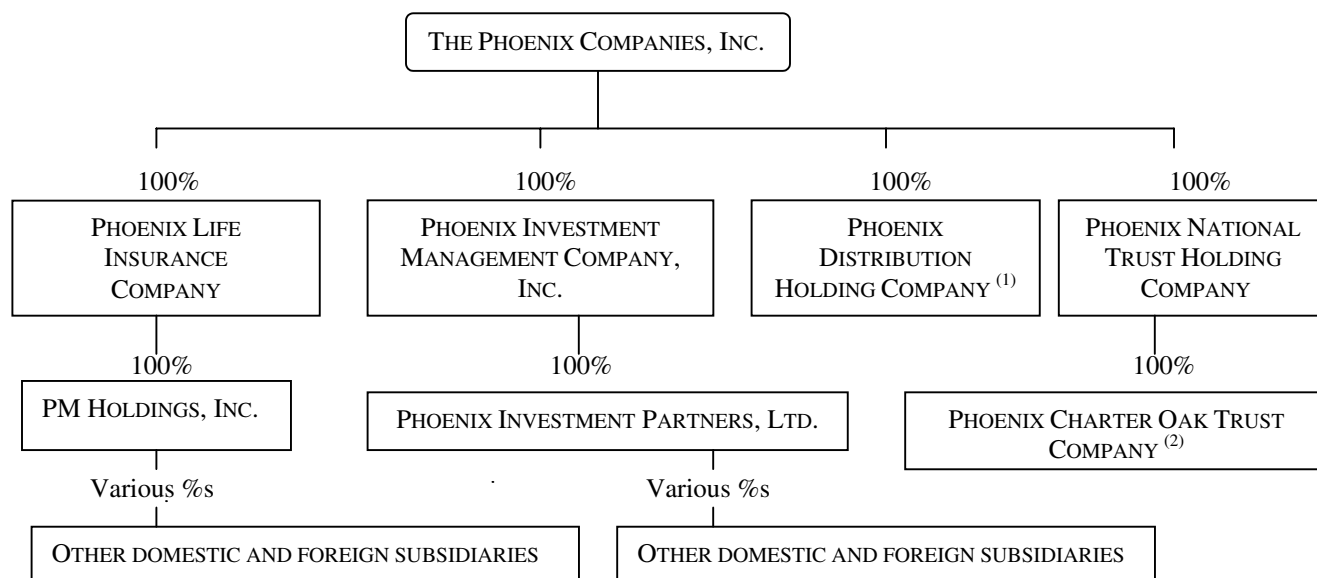 THE PHOENIX COMPANIES, INC.
100%
100%
100%
100%
PHOENIX LIFE
INSURANCE
COMPANY
PHOENIX INVESTMENT
MANAGEMENT COMPANY,
INC.
PHOENIX
DISTRIBUTION
HOLDING COMPANY (1)
PHOENIX NATIONAL
TRUST HOLDING
COMPANY
100%
100%
100%
PM HOLDINGS, INC.
PHOENIX INVESTMENT PARTNERS, LTD.
PHOENIX CHARTER OAK TRUST
COMPANY (2)
Various %s
Various %s
OTHER DOMESTIC AND FOREIGN SUBSIDIARIES
OTHER DOMESTIC AND FOREIGN SUBSIDIARIES